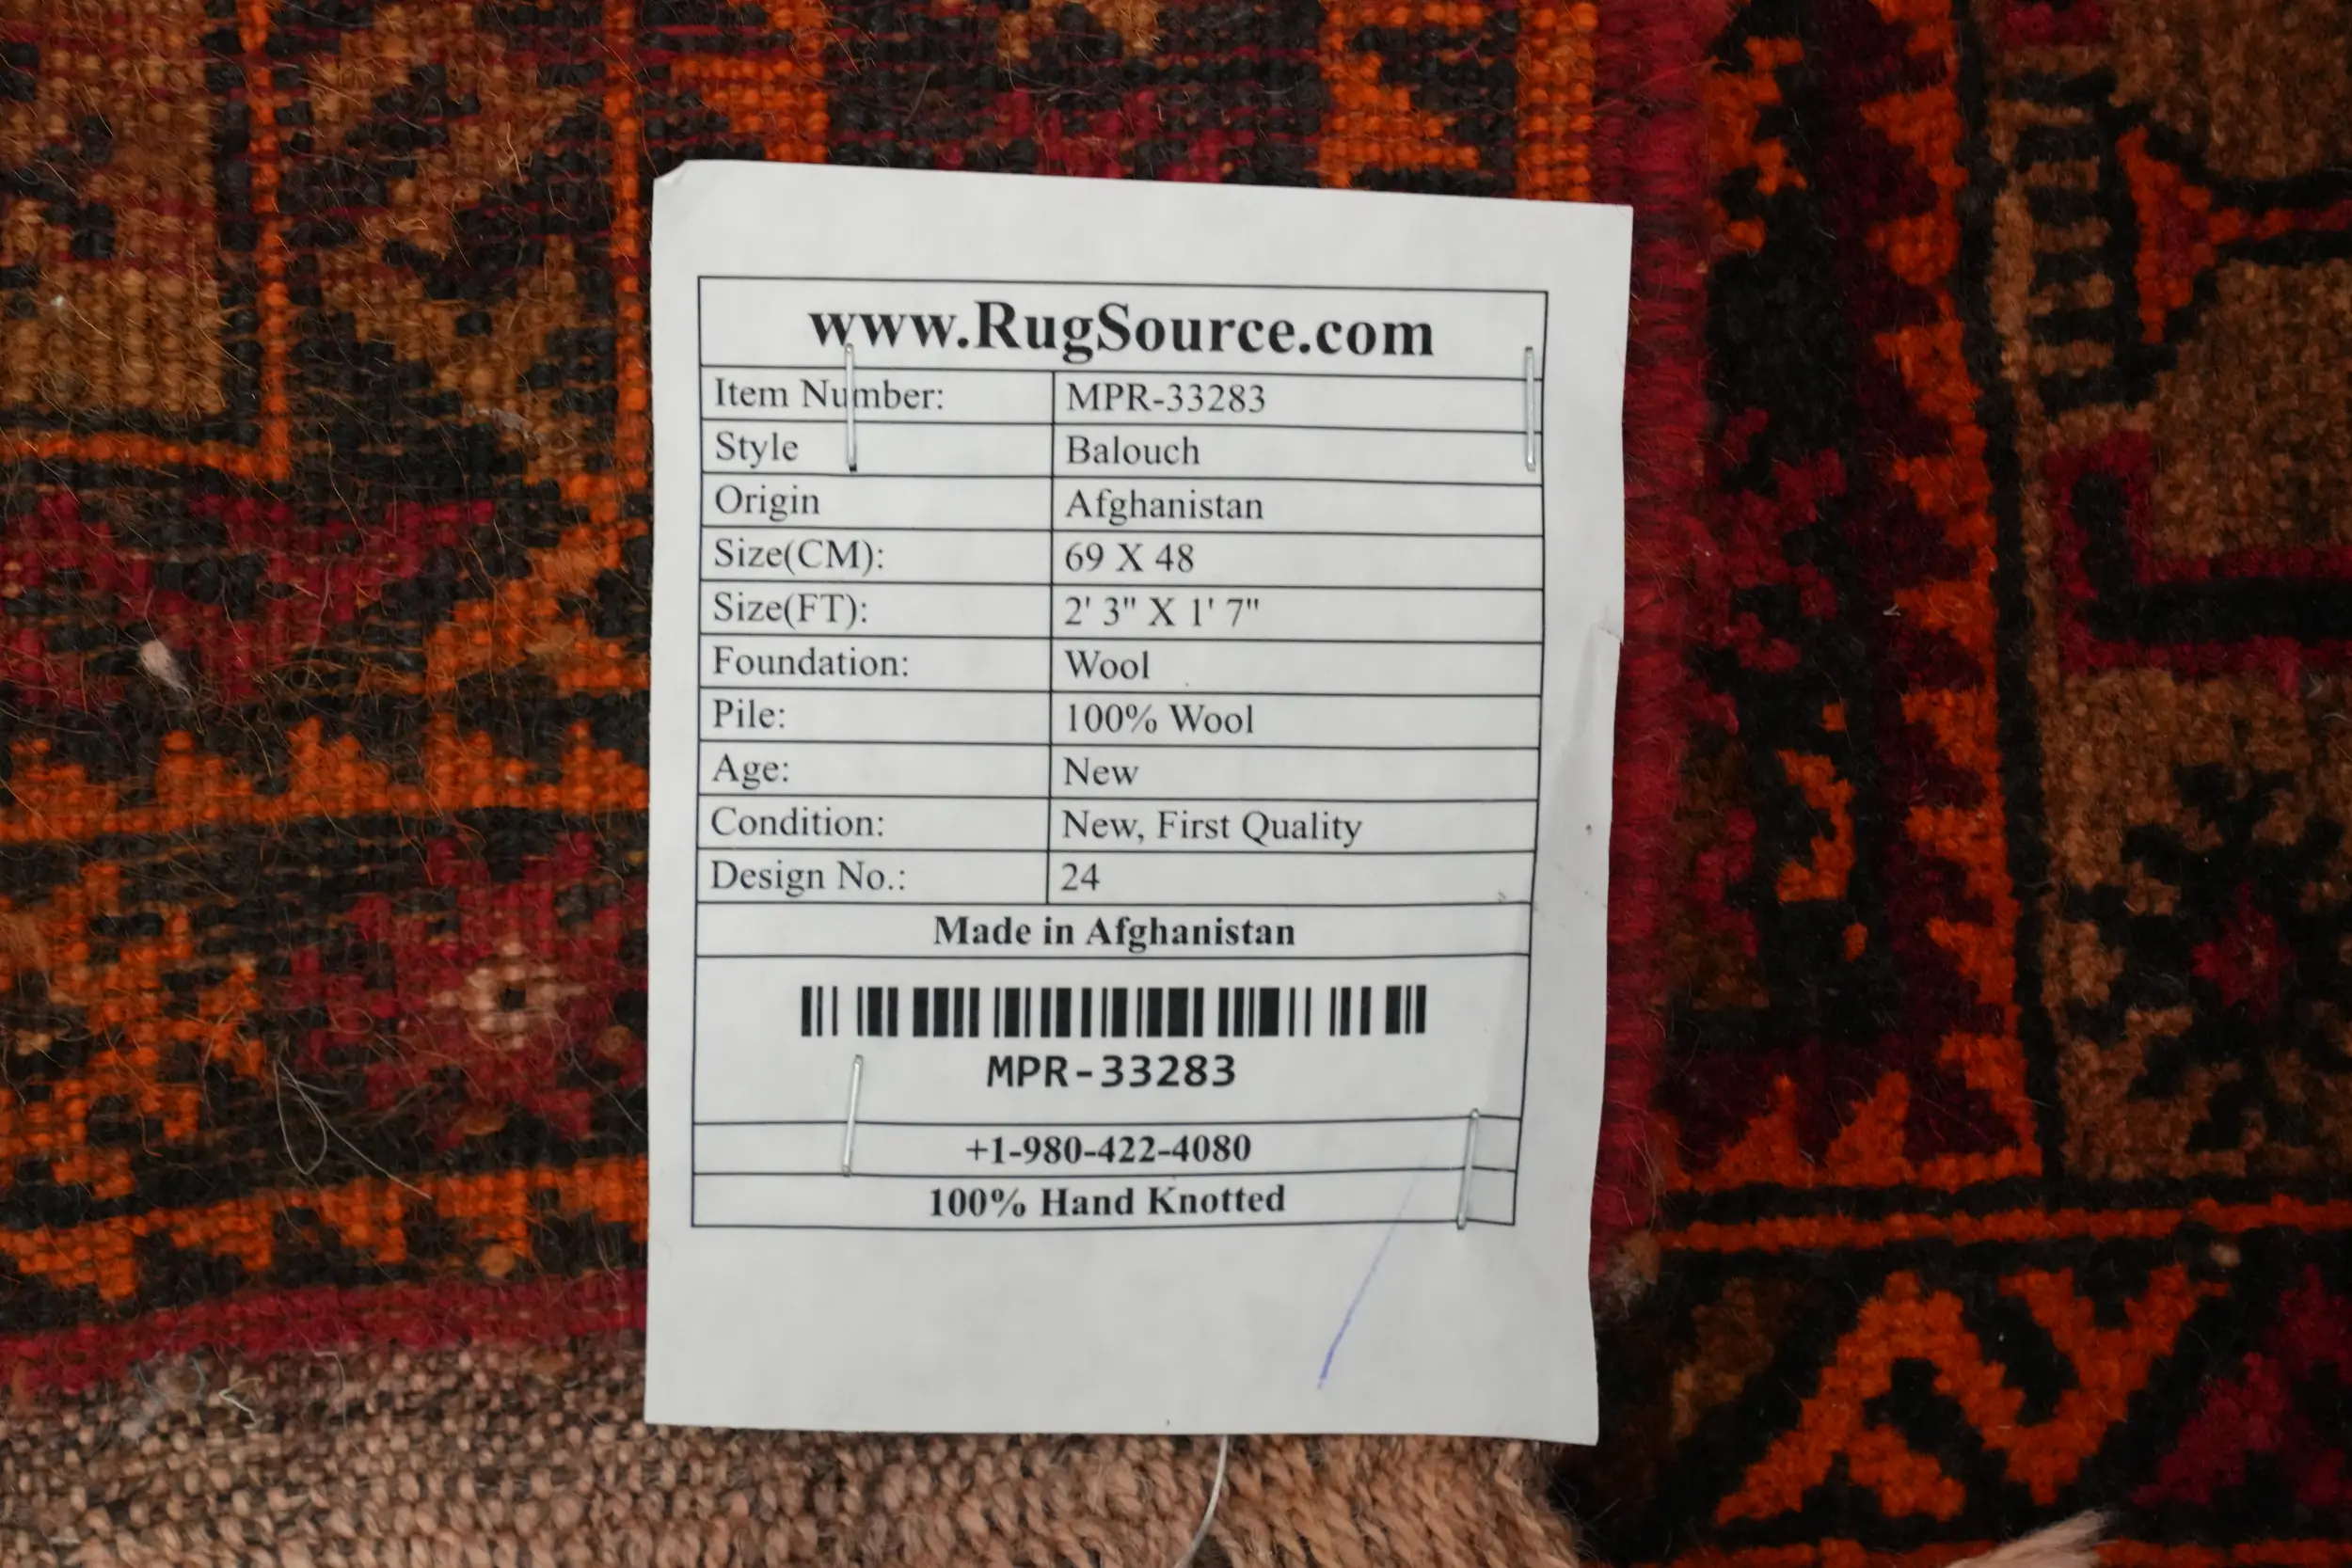 www.RugSource.com
Item Number: MPR-33283
Style Balouch
Origin Afghanistan
Size(CM): 69 X 48
Size(FT): 2' 3" X 1' 7"
Foundation: Wool
Pile: 100% Wool
Age: New
Condition: New, First Quality
Design No.: 24
Made in Afghanistan
MPR-33283
+1-980-422-4080
100% Hand Knotted